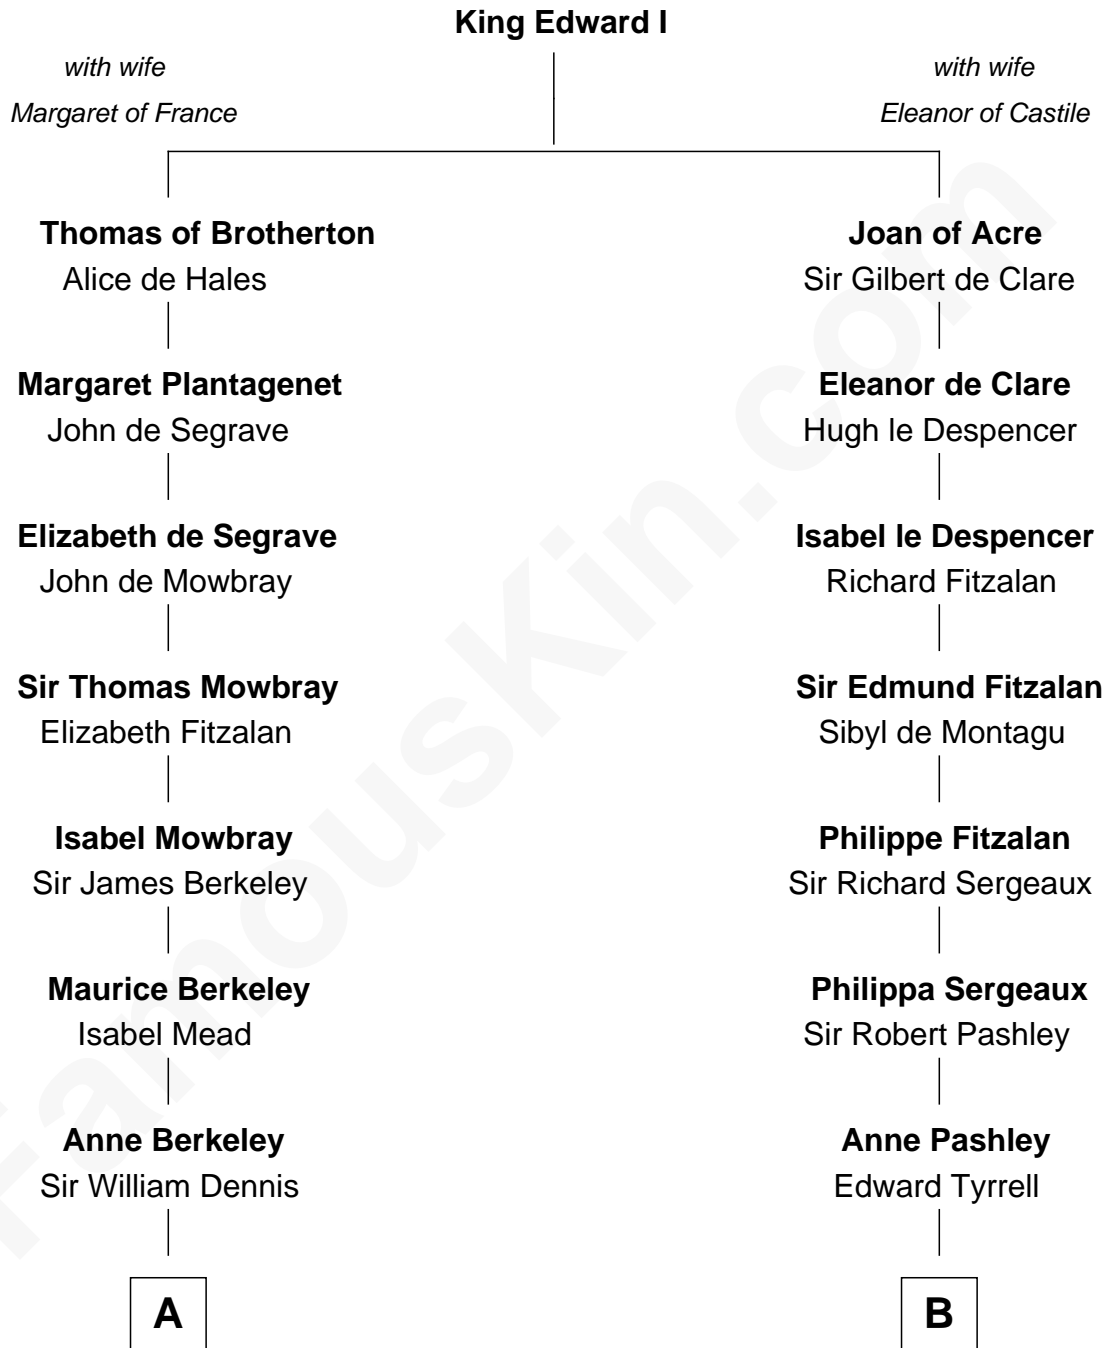 King Edward I
with wife
Margaret of France
with wife
Eleanor of Castile
Thomas of Brotherton
Alice de Hales
Joan of Acre
Sir Gilbert de Clare
Margaret Plantagenet
John de Segrave
Eleanor de Clare
Hugh le Despencer
Elizabeth de Segrave
John de Mowbray
Isabel le Despencer
Richard Fitzalan
Sir Thomas Mowbray
Elizabeth Fitzalan
Sir Edmund Fitzalan
Sibyl de Montagu
Isabel Mowbray
Sir James Berkeley
Philippe Fitzalan
Sir Richard Sergeaux
Maurice Berkeley
Isabel Mead
Philippa Sergeaux
Sir Robert Pashley
Anne Berkeley
Sir William Dennis
Anne Pashley
Edward Tyrrell
A
B
FamousKin.com